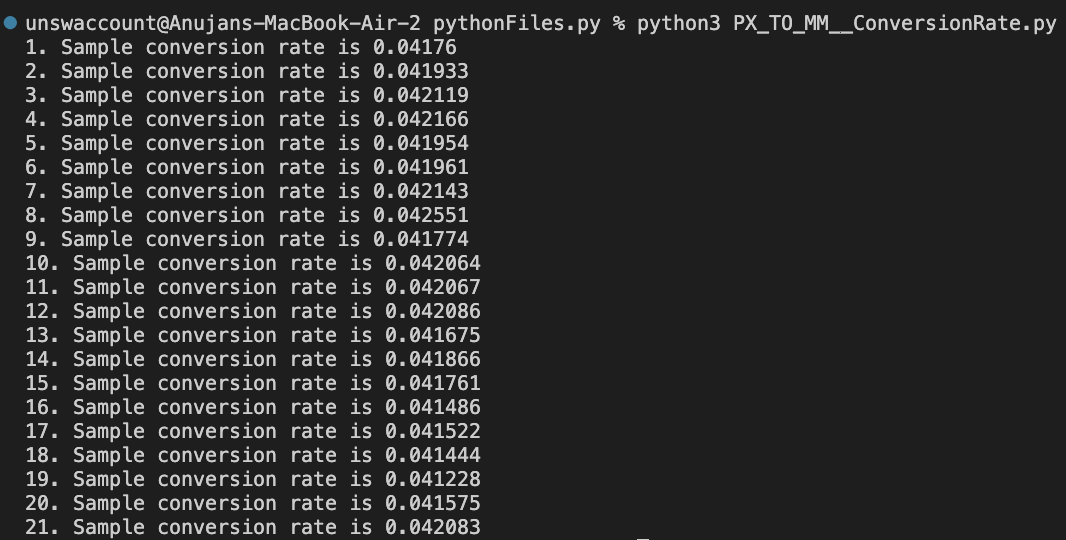 unswaccount@Anujans-MacBook-Air-2 pythonFiles.py % python3 PX_TO_MM__ConversionRate.py
1. Sample conversion rate is 0.04176
2. Sample conversion rate is 0.041933
3. Sample conversion rate is 0.042119
4. Sample conversion rate is 0.042166
5. Sample conversion rate is 0.041954
6. Sample conversion rate is 0.041961
7. Sample conversion rate is 0.042143
8. Sample conversion rate is 0.042551
9. Sample conversion rate is 0.041774
10. Sample conversion rate is 0.042064
11. Sample conversion rate is 0.042067
12. Sample conversion rate is 0.042086
13. Sample conversion rate is 0.041675
14. Sample conversion rate is 0.041866
15. Sample conversion rate is 0.041761
16. Sample conversion rate is 0.041486
17. Sample conversion rate is 0.041522
18. Sample conversion rate is 0.041444
19. Sample conversion rate is 0.041228
20. Sample conversion rate is 0.041575
21. Sample conversion rate is 0.042083